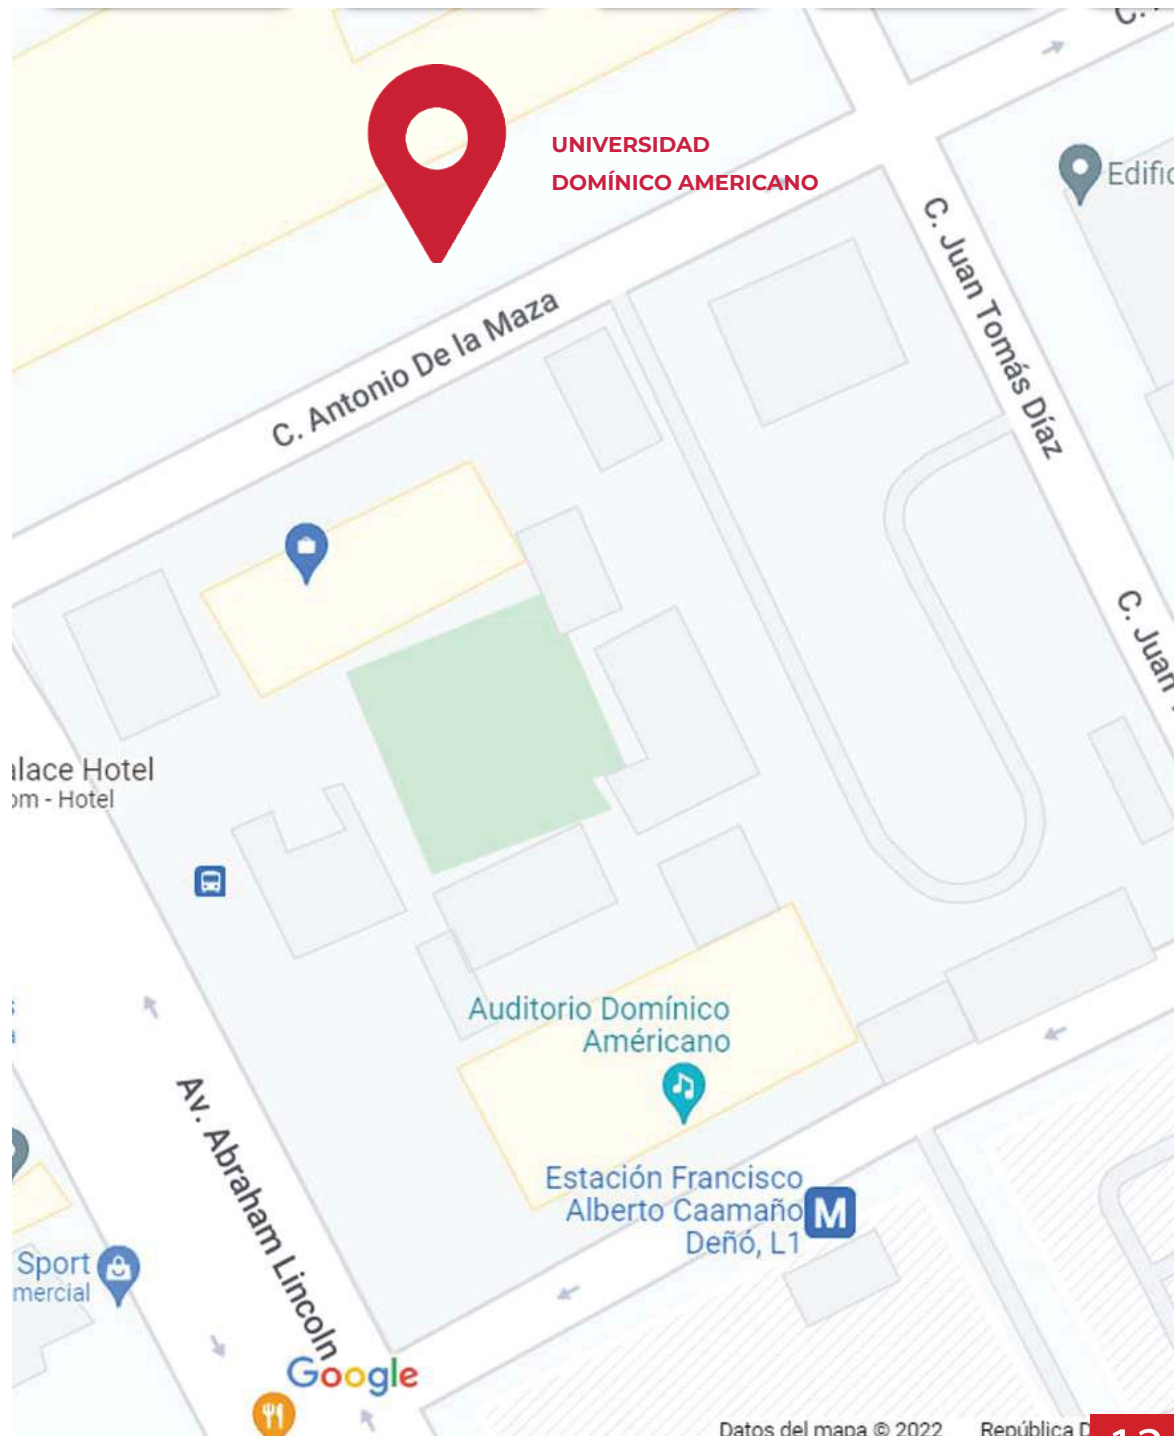 C.
UNIVERSIDAD
DOMÍNICO AMERICANO
Edific
C. Juan Tomás Díaz
C. Antonio De la Maza
C. Juan
alace Hotel
om - Hotel
Auditorio Domínico
Américano
Av. Abraham Lincoln
Estación Francisco
Alberto Caamaño
Deñó, L1
M
Sport
mercial
Google
Datos del mapa © 2022 República D